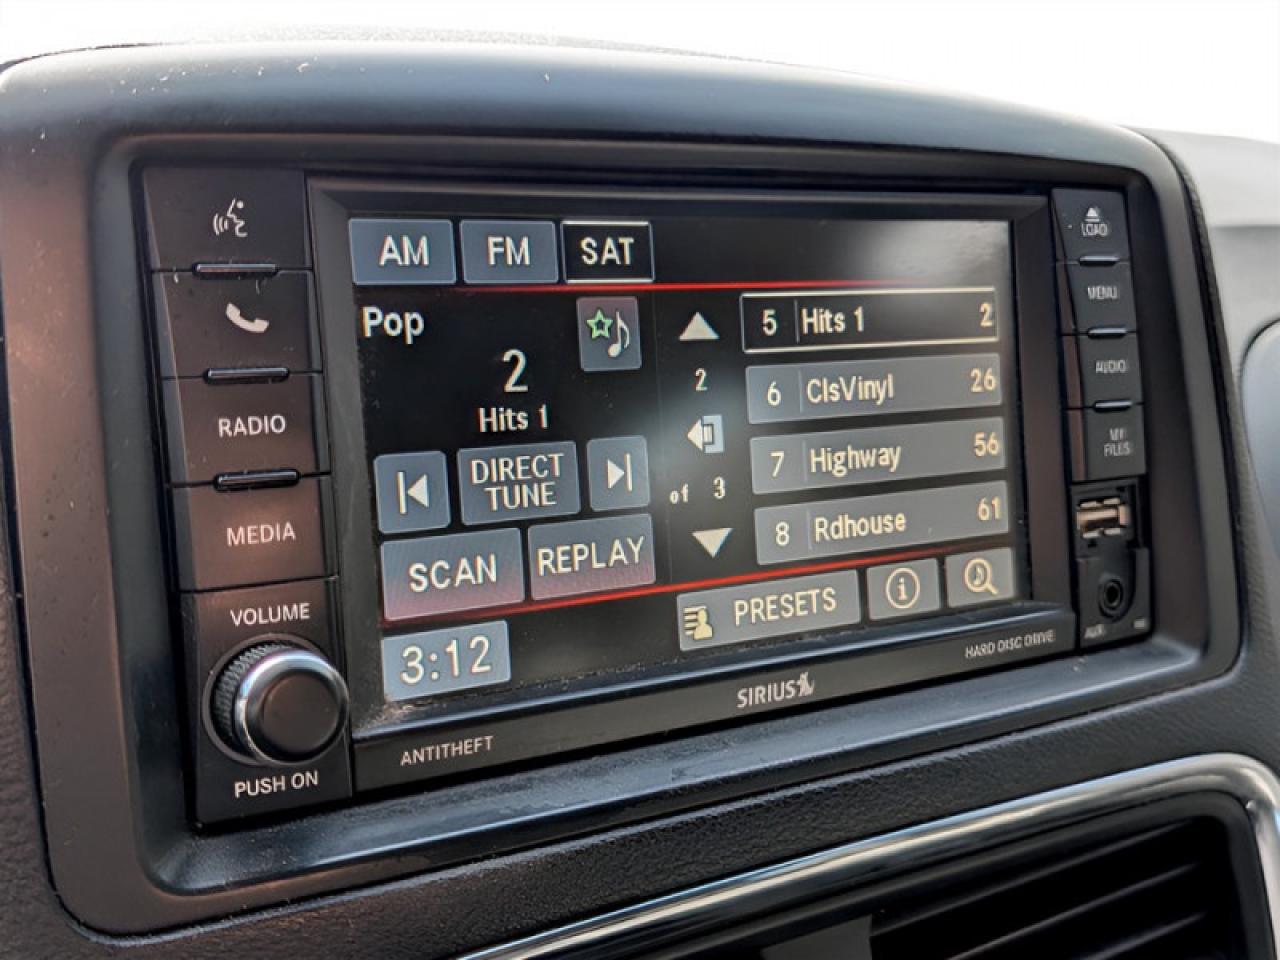 AM FM SAT
Pop
2
Hits 1
DIRECT
TUNE
SCAN
REPLAY
3:12
2
of 3
5 Hits 1 2
6 ClsVinyl 26
7 Highway 56
8 Rdhouse 61
PRESETS
i
RADIO
MEDIA
VOLUME
PUSH ON
LOAD
MENU
AUDIO
MY
FILES
AUX
ANTITHEFT
SIRIUS
HARD DISC DRIVE